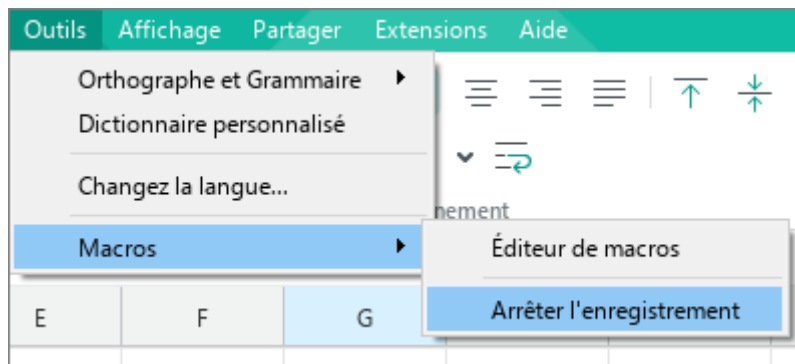 Outils Affichage Partager Extensions Aide
Orthographe et Grammaire
Dictionnaire personnalisé
Changez la langue...
nement
Macros
Éditeur de macros
Arrêter l'enregistrement
E F G